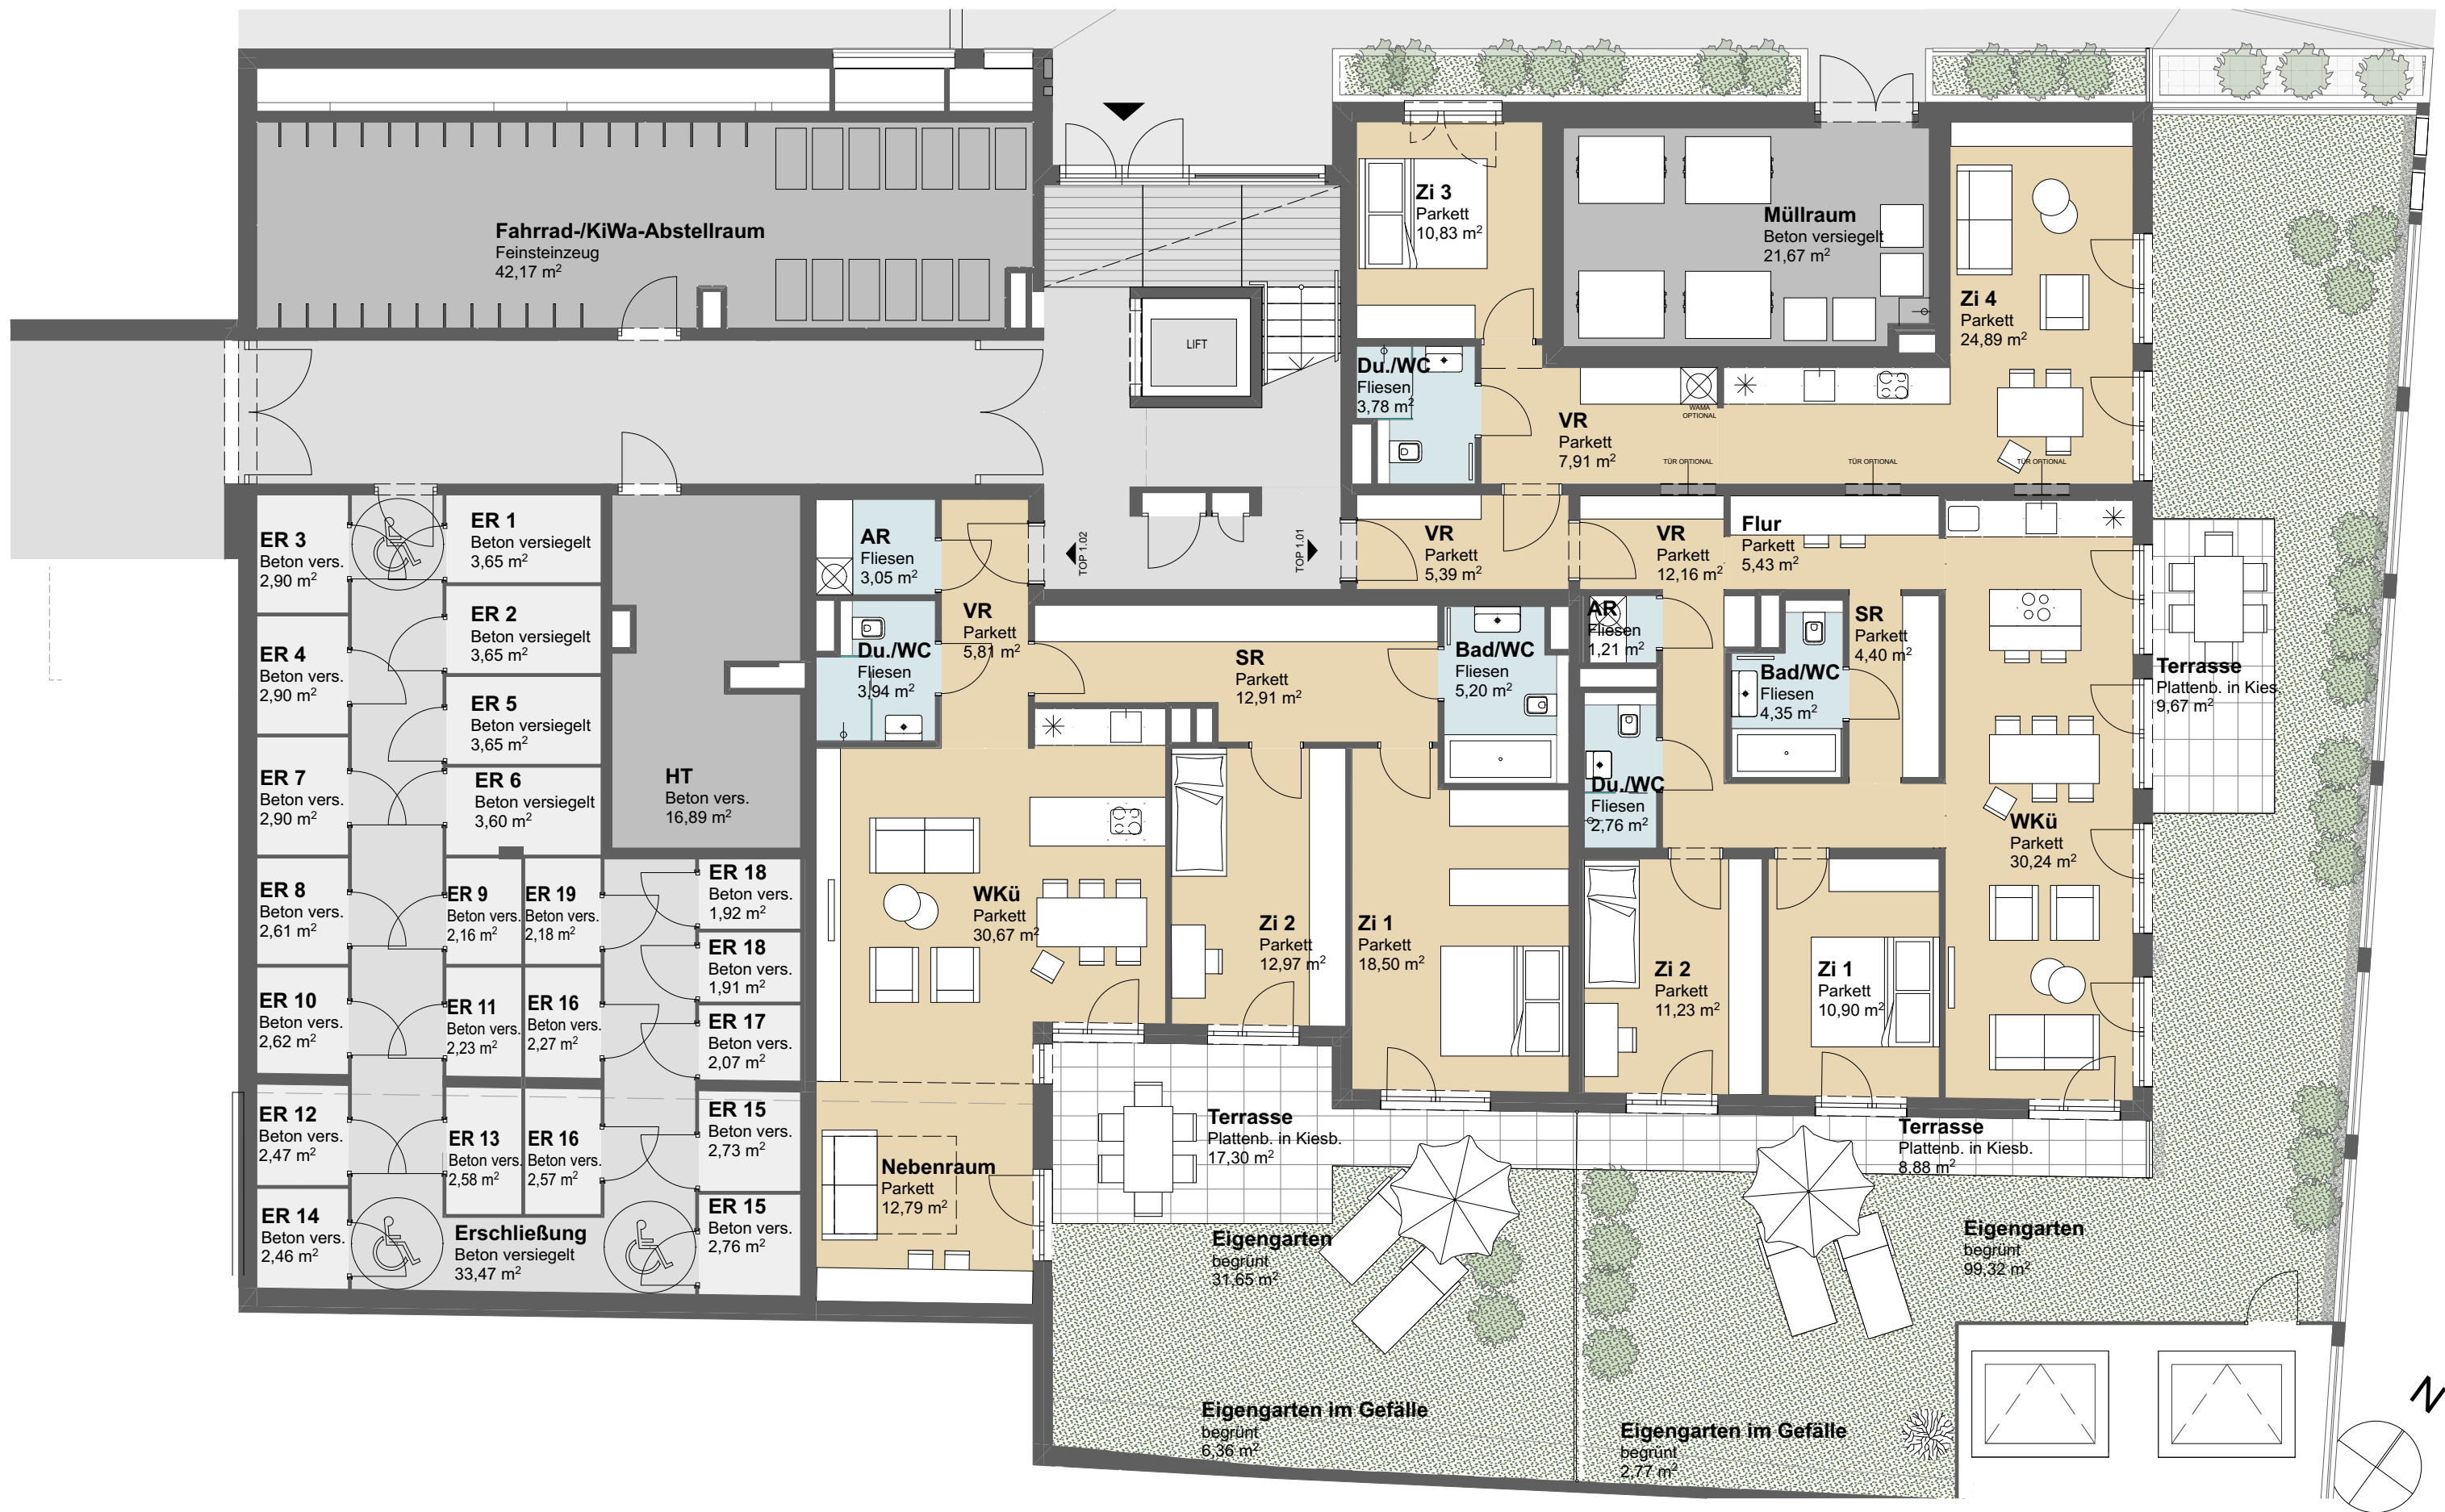 Fahrrad-/KiWa-Abstellraum
Feinsteinzeug
42,17 m²
LIFT
Zi 3
Parkett
10,83 m²
Müllraum
Beton versiegelt
21,67 m²
Zi 4
Parkett
24,89 m²
Du./WC
Fliesen
3,78 m²
VR
Parkett
7,91 m²
WAMA
OPTIONAL
TÜR OPTIONAL
TÜR OPTIONAL
TÜR OPTIONAL
ER 3
Beton vers.
2,90 m²
ER 1
Beton versiegelt
3,65 m²
ER 4
Beton vers.
2,90 m²
ER 2
Beton versiegelt
3,65 m²
ER 5
Beton versiegelt
3,65 m²
ER 7
Beton vers.
2,90 m²
ER 6
Beton versiegelt
3,60 m²
HT
Beton vers.
16,89 m²
ER 8
Beton vers.
2,61 m²
ER 9
Beton vers.
2,16 m²
ER 19
Beton vers.
2,18 m²
ER 18
Beton vers.
1,92 m²
ER 18
Beton vers.
1,91 m²
ER 10
Beton vers.
2,62 m²
ER 11
Beton vers.
2,23 m²
ER 16
Beton vers.
2,27 m²
ER 17
Beton vers.
2,07 m²
ER 12
Beton vers.
2,47 m²
ER 13
Beton vers.
2,58 m²
ER 16
Beton vers.
2,57 m²
ER 15
Beton vers.
2,73 m²
ER 14
Beton vers.
2,46 m²
Erschließung
Beton versiegelt
33,47 m²
ER 15
Beton vers.
2,76 m²
AR
Fliesen
3,05 m²
TOP 1.02
TOP 1.01
VR
Parkett
5,81 m²
Du./WC
Fliesen
3,94 m²
SR
Parkett
12,91 m²
Bad/WC
Fliesen
5,20 m²
WKü
Parkett
30,67 m²
Zi 2
Parkett
12,97 m²
Zi 1
Parkett
18,50 m²
Nebenraum
Parkett
12,79 m²
Terrasse
Plattenb. in Kiesb.
17,30 m²
Eigengarten
begrünt
31,65 m²
Eigengarten im Gefälle
begrünt
6,36 m²
VR
Parkett
5,39 m²
VR
Parkett
12,16 m²
Flur
Parkett
5,43 m²
AR
Fliesen
1,21 m²
SR
Parkett
4,40 m²
Bad/WC
Fliesen
4,35 m²
Du./WC
Fliesen
2,76 m²
Terrasse
Plattenb. in Kies
9,67 m²
WKü
Parkett
30,24 m²
Zi 2
Parkett
11,23 m²
Zi 1
Parkett
10,90 m²
Terrasse
Plattenb. in Kiesb.
8,88 m²
Eigengarten
begrünt
99,32 m²
Eigengarten im Gefälle
begrünt
2,77 m²
N